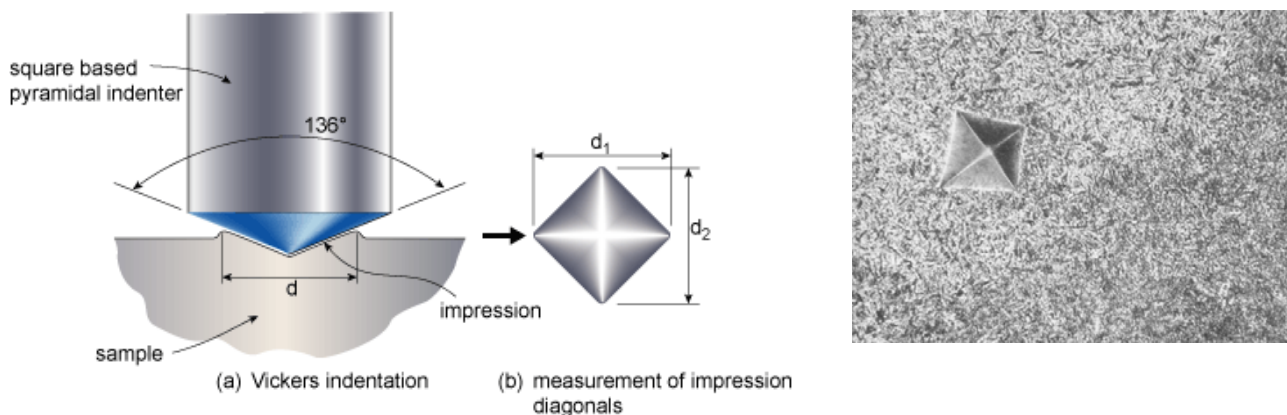 square based
pyramidal indenter
136°
d
impression
sample
(a) Vickers indentation
d₁
d₂
(b) measurement of impression
diagonals